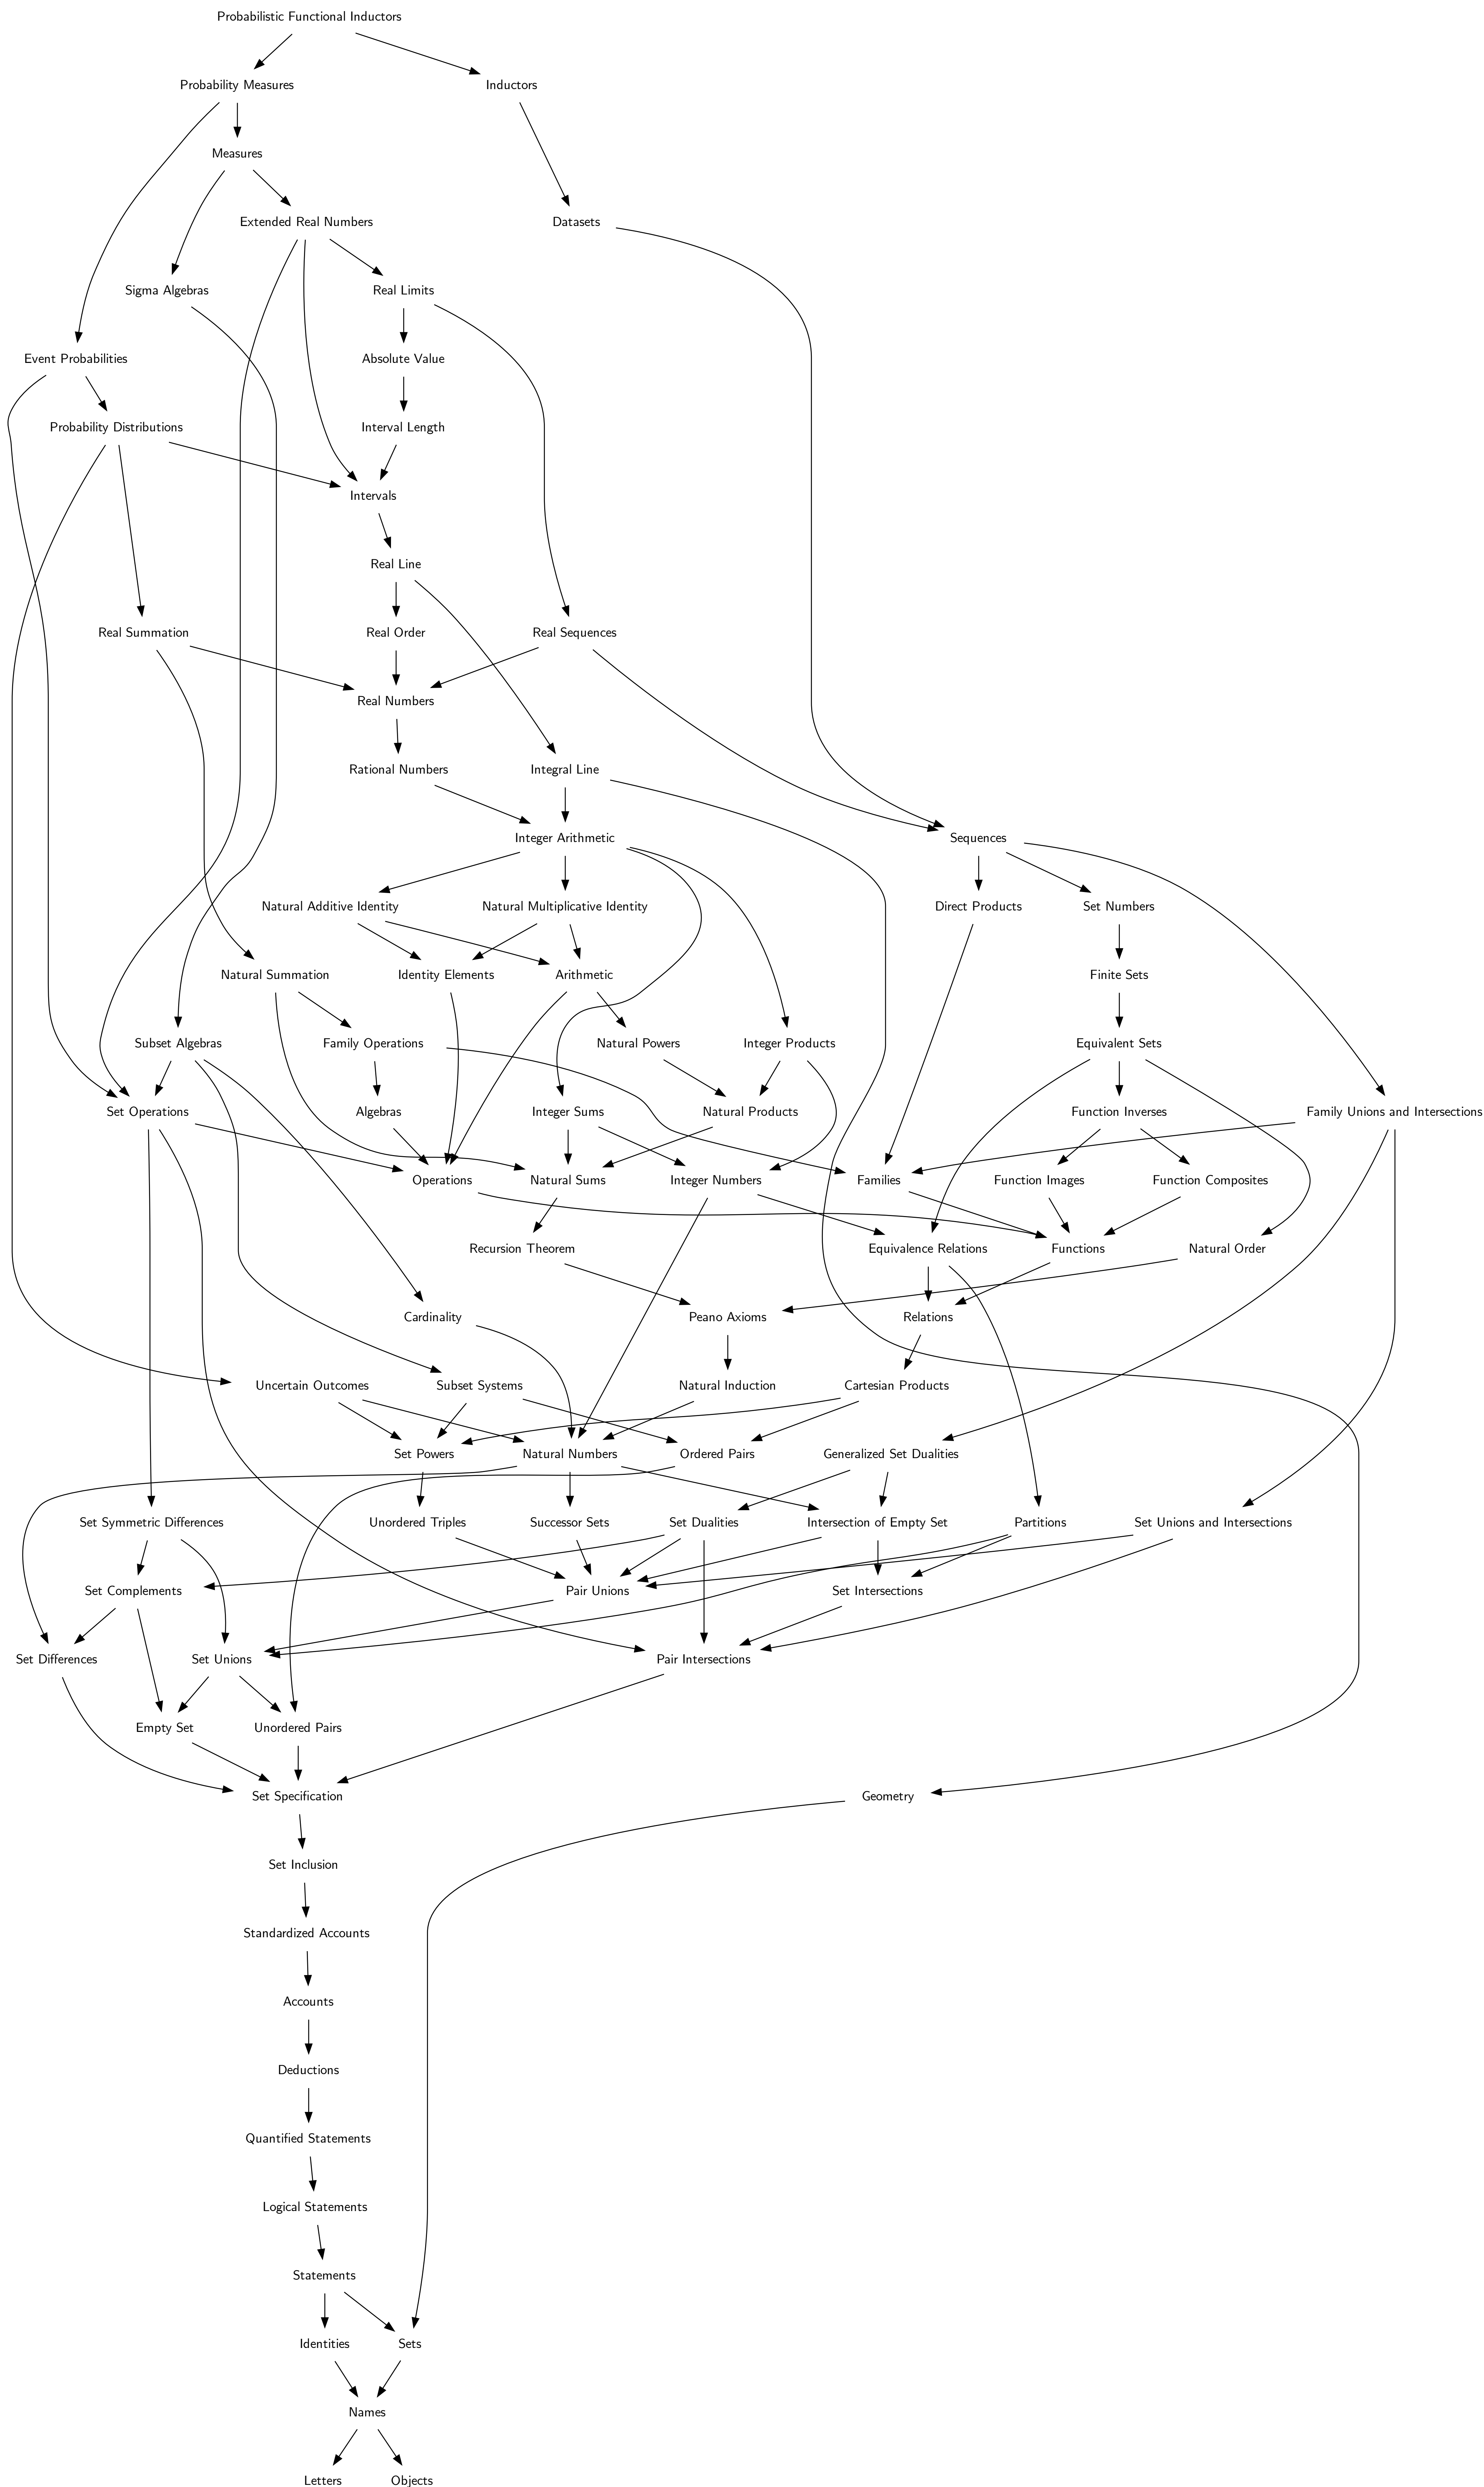 Probabilistic Functional Inductors
Probability Measures
Inductors
Measures
Extended Real Numbers
Datasets
Sigma Algebras
Real Limits
Event Probabilities
Absolute Value
Probability Distributions
Interval Length
Intervals
Real Line
Real Summation
Real Order
Real Sequences
Real Numbers
Rational Numbers
Integral Line
Integer Arithmetic
Sequences
Natural Additive Identity
Natural Multiplicative Identity
Direct Products
Set Numbers
Natural Summation
Identity Elements
Arithmetic
Finite Sets
Subset Algebras
Family Operations
Natural Powers
Integer Products
Equivalent Sets
Set Operations
Algebras
Integer Sums
Natural Products
Function Inverses
Family Unions and Intersections
Operations
Natural Sums
Integer Numbers
Families
Function Images
Function Composites
Recursion Theorem
Equivalence Relations
Functions
Natural Order
Cardinality
Peano Axioms
Relations
Uncertain Outcomes
Subset Systems
Natural Induction
Cartesian Products
Set Powers
Natural Numbers
Ordered Pairs
Generalized Set Dualities
Set Symmetric Differences
Unordered Triples
Successor Sets
Set Dualities
Intersection of Empty Set
Partitions
Set Unions and Intersections
Set Complements
Pair Unions
Set Intersections
Set Differences
Set Unions
Pair Intersections
Empty Set
Unordered Pairs
Set Specification
Geometry
Set Inclusion
Standardized Accounts
Accounts
Deductions
Quantified Statements
Logical Statements
Statements
Identities
Sets
Names
Letters
Objects